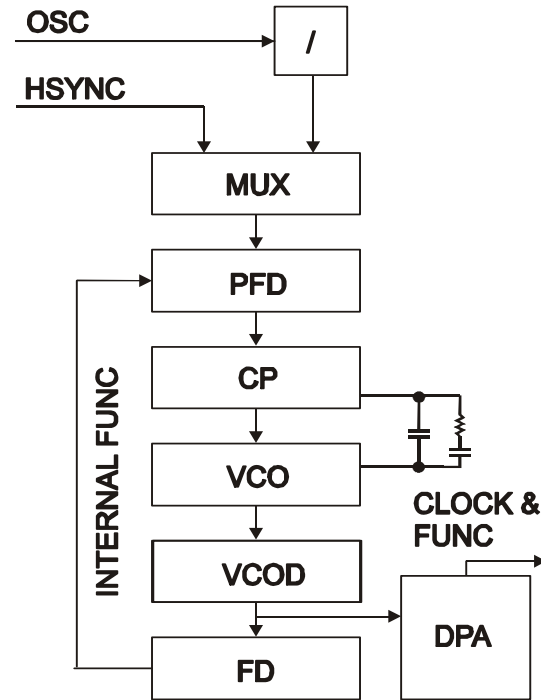 OSC
/
HSYNC
MUX
PFD
CP
INTERNAL FUNC
VCO
CLOCK &
FUNC
VCOD
DPA
FD